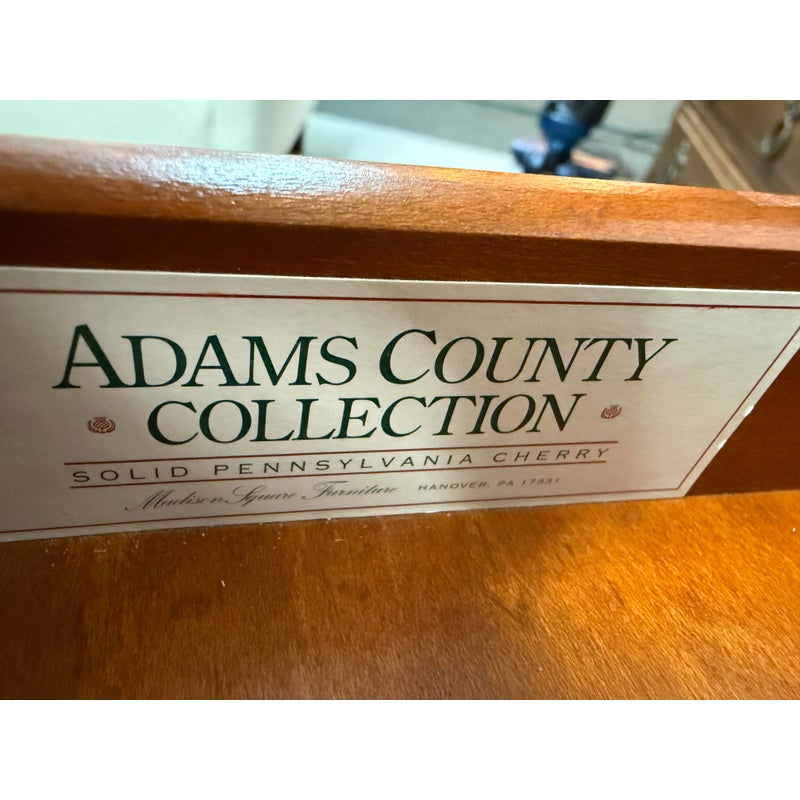 ADAMS COUNTY
COLLECTION
SOLID PENNSYLVANIA CHERRY
Madison Square Furniture HANOVER, PA 17331